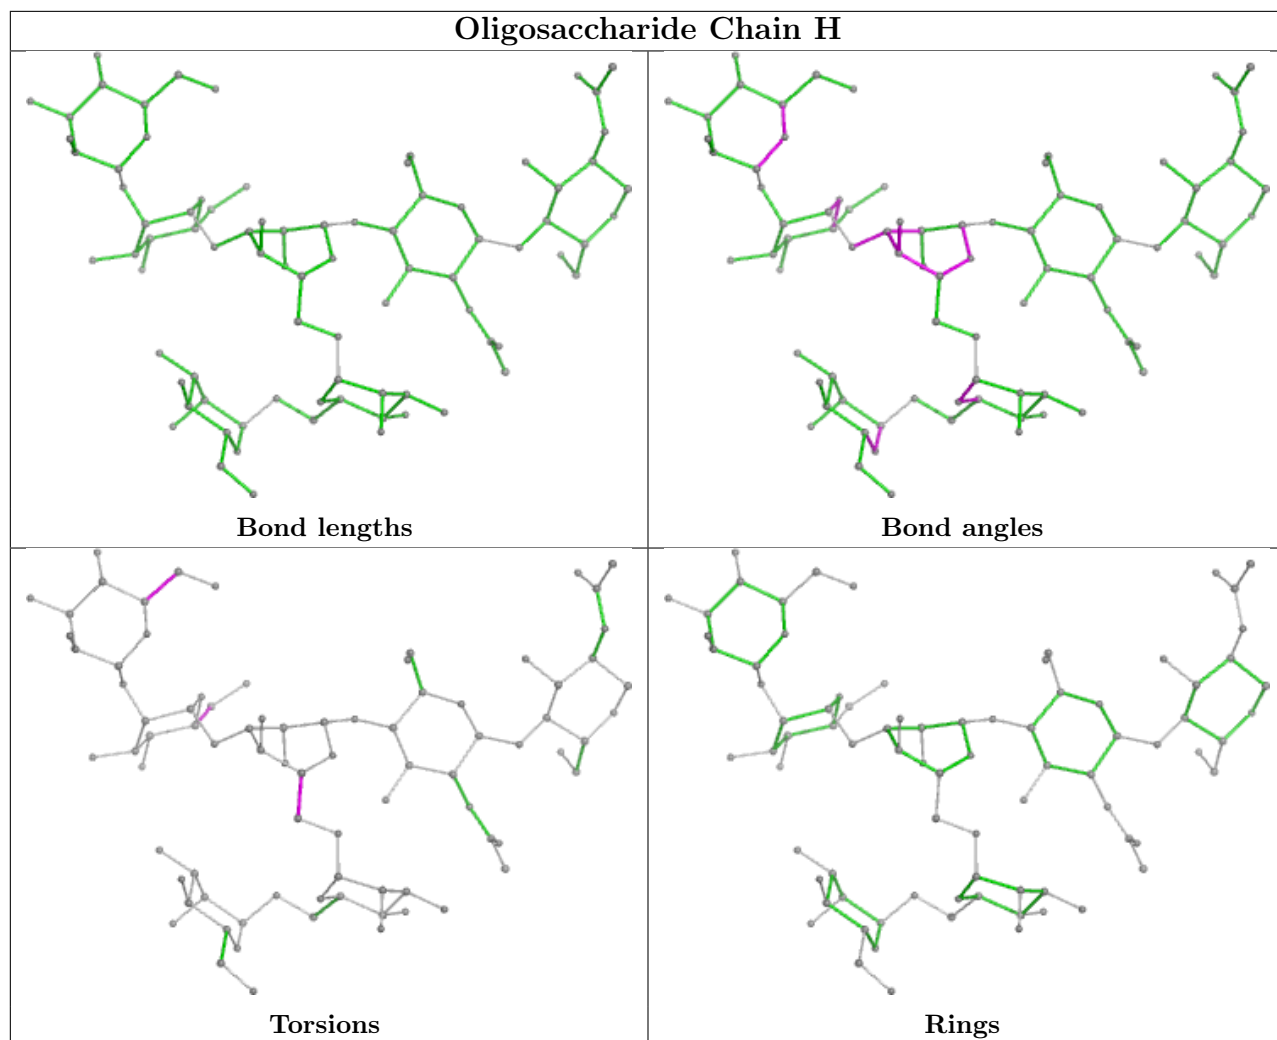 Oligosaccharide Chain H
Bond lengths
Bond angles
Torsions
Rings